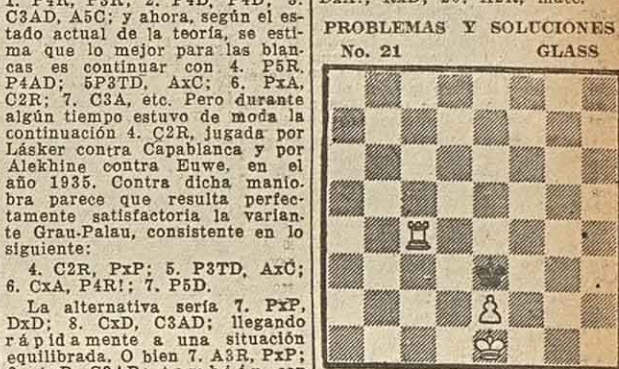 1. P4R, P3R; 2. P4D, P4D; 3.
C3AD, A5C; y ahora, según el es-
tado actual de la teoría, se esti-
ma que lo mejor para las blan-
cas es continuar con 4. P5R,
P4AD; 5P3TD, AxC; 6. PxA,
C2R; 7. C3A, etc. Pero durante
algún tiempo estuvo de moda la
continuación 4. C2R, jugada por
Lásker contra Capablanca y por
Alekhine contra Euwe, en el
año 1935. Contra dicha manio-
bra parece que resulta perfec-
tamente satisfactoria la varian-
te Grau-Palau, consistente en lo
siguiente:
4. C2R, PxP; 5. P3TD, AxC;
6. CxA, P4R!; 7. P5D.
La alternativa sería 7. PxP,
DxD; 8. CxD, C3AD; llegando
rápidamente a una situación
equilibrada. O bien 7. A3R, PxP;
mate.
PROBLEMAS Y SOLUCIONES
No. 21 GLASS